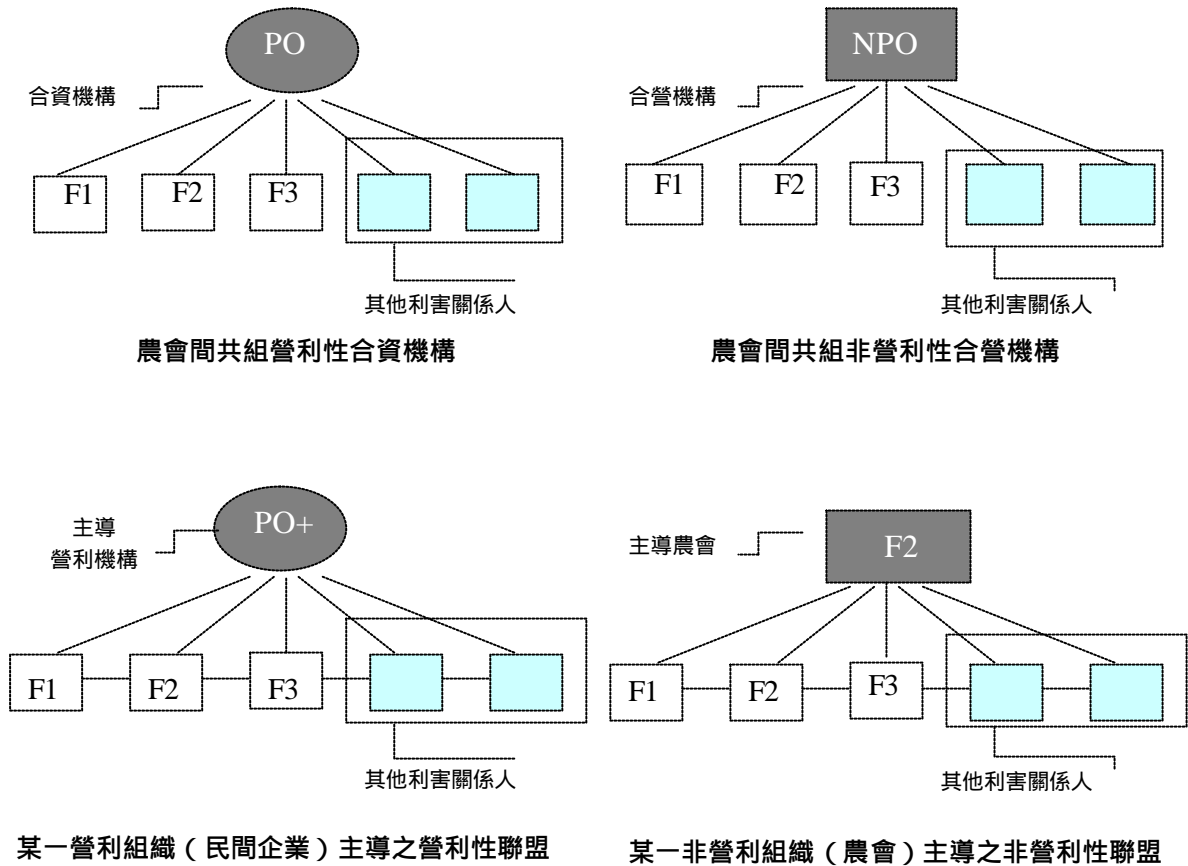 PO
合資機構
F1 F2 F3
其他利害關係人
農會間共組營利性合資機構
NPO
合營機構
F1 F2 F3
其他利害關係人
農會間共組非營利性合營機構
PO+
主導
營利機構
F1 F2 F3
其他利害關係人
某一營利組織（民間企業）主導之營利性聯盟
F2
主導農會
F1 F2 F3
其他利害關係人
某一非營利組織（農會）主導之非營利性聯盟